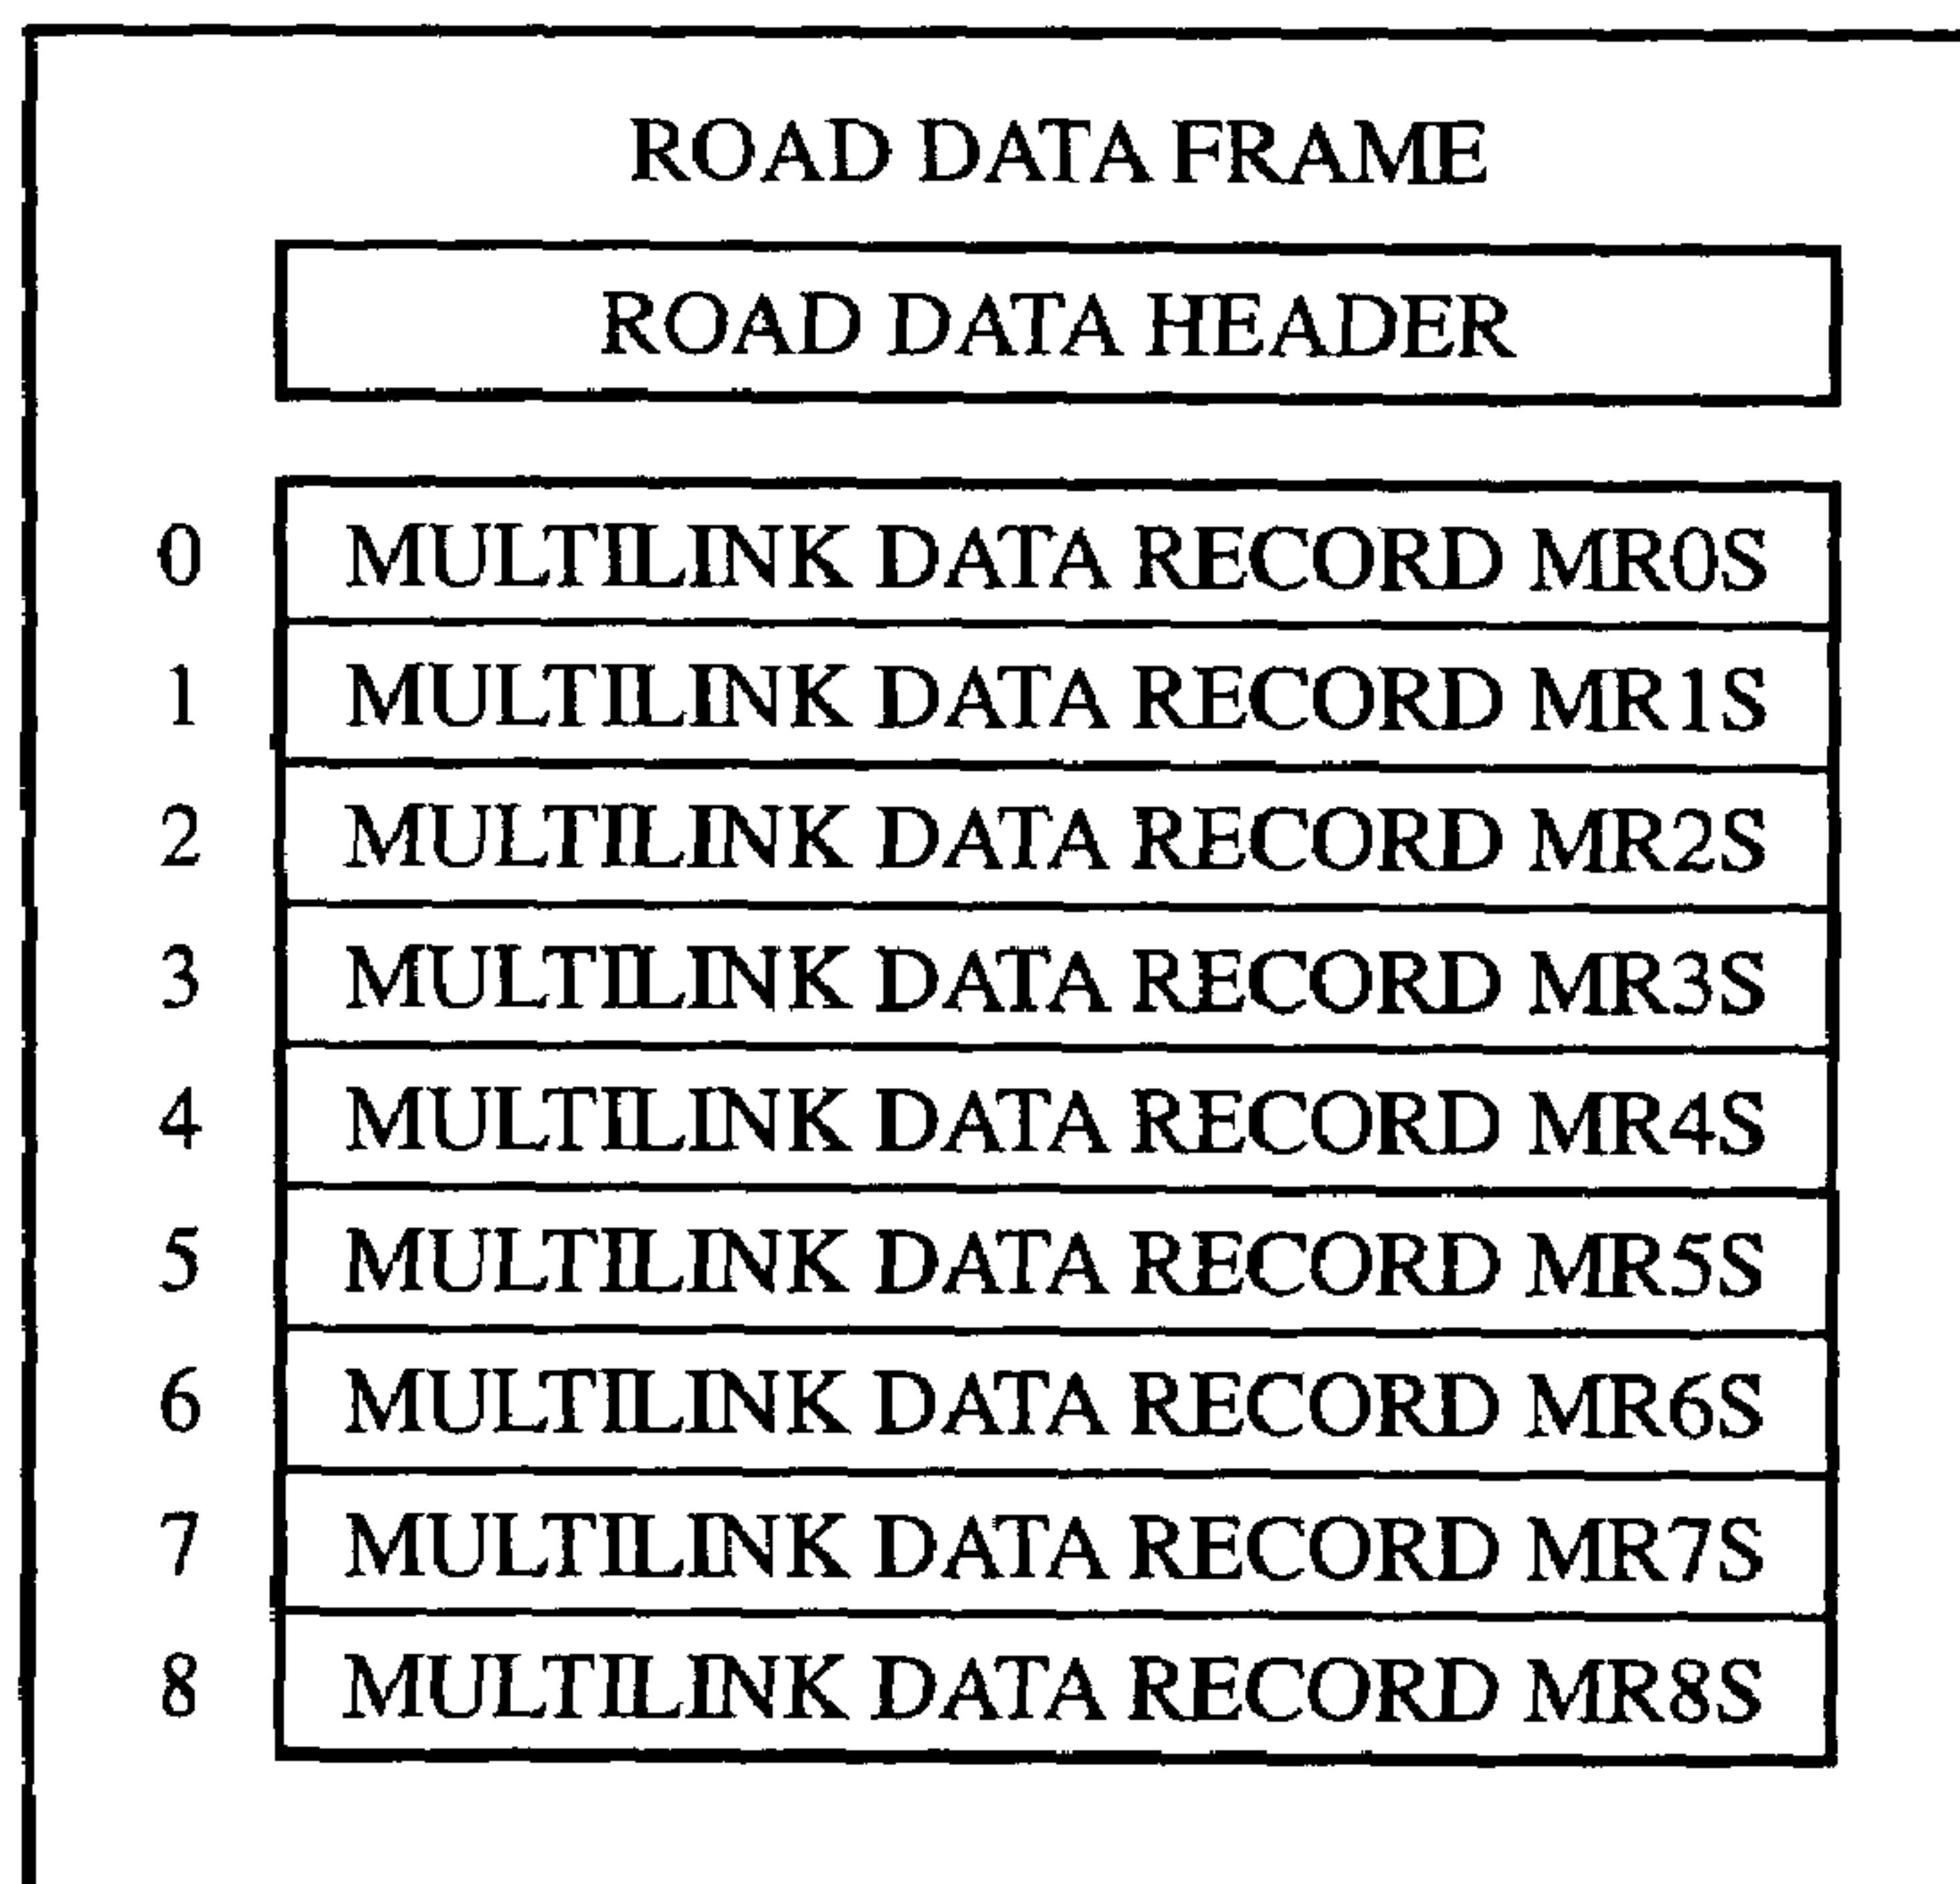 ROAD DATA FRAME
ROAD DATA HEADER
0 MULTILINK DATA RECORD MR0S
1 MULTILINK DATA RECORD MR1S
2 MULTILINK DATA RECORD MR2S
3 MULTILINK DATA RECORD MR3S
4 MULTILINK DATA RECORD MR4S
5 MULTILINK DATA RECORD MR5S
6 MULTILINK DATA RECORD MR6S
7 MULTILINK DATA RECORD MR7S
8 MULTILINK DATA RECORD MR8S